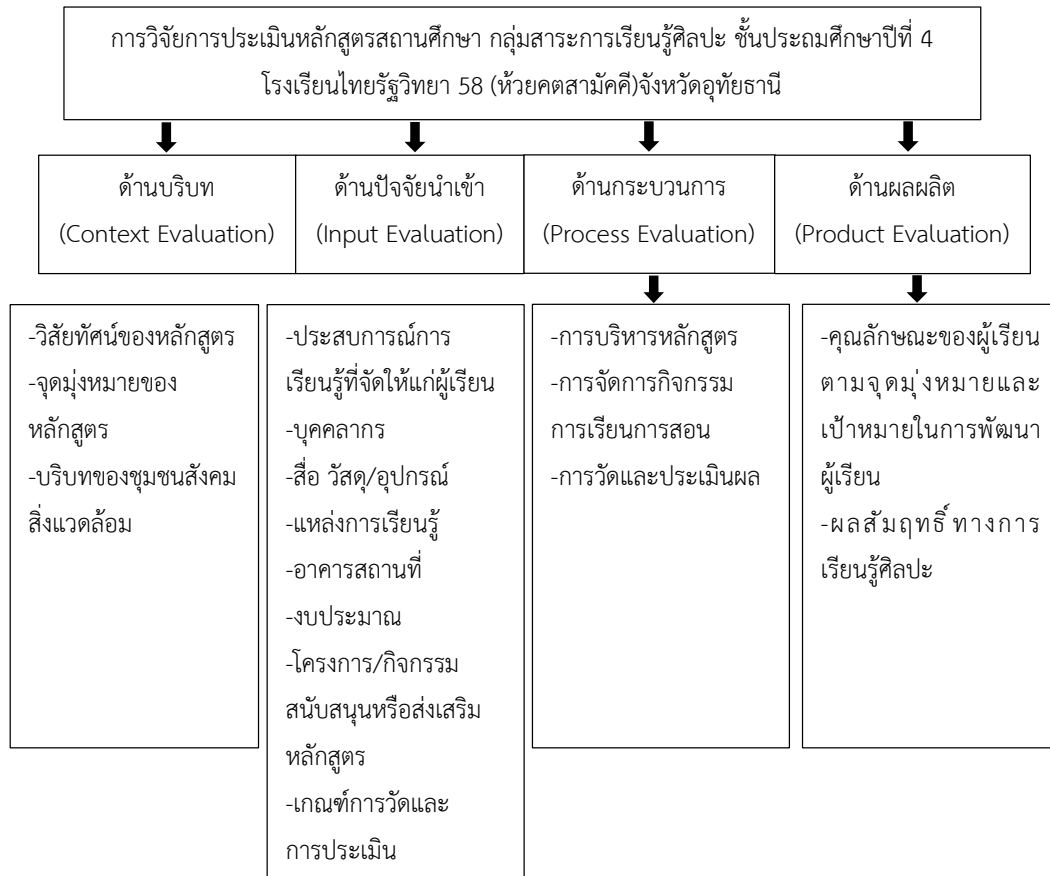 การวิจัยการประเมินหลักสูตรสถานศึกษา กลุ่มสาระการเรียนรู้ศิลปะ ชั้นประถมศึกษาปีที่ 4
โรงเรียนไทยรัฐวิทยา 58 (ห้วยคตสามัคคี)จังหวัดอุทัยธานี
ด้านบริบท
(Context Evaluation)
ด้านปัจจัยนำเข้า
(Input Evaluation)
ด้านกระบวนการ
(Process Evaluation)
ด้านผลผลิต
(Product Evaluation)
-วิสัยทัศน์ของหลักสูตร
-จุดมุ่งหมายของ
หลักสูตร
-บริบทของชุมชนสังคม
สิ่งแวดล้อม
-ประสบการณ์การ
เรียนรู้ที่จัดให้แก่ผู้เรียน
-บุคคลากร
-สื่อ วัสดุ/อุปกรณ์
-แหล่งการเรียนรู้
-อาคารสถานที่
-งบประมาณ
-โครงการ/กิจกรรม
สนับสนุนหรือส่งเสริม
หลักสูตร
-เกณฑ์การวัดและ
การประเมิน
-การบริหารหลักสูตร
-การจัดการกิจกรรม
การเรียนการสอน
-การวัดและประเมินผล
-คุณลักษณะของผู้เรียน
ตามจุดมุ่งหมายและ
เป้าหมายในการพัฒนา
ผู้เรียน
-ผลสัมฤทธิ์ทางการ
เรียนรู้ศิลปะ